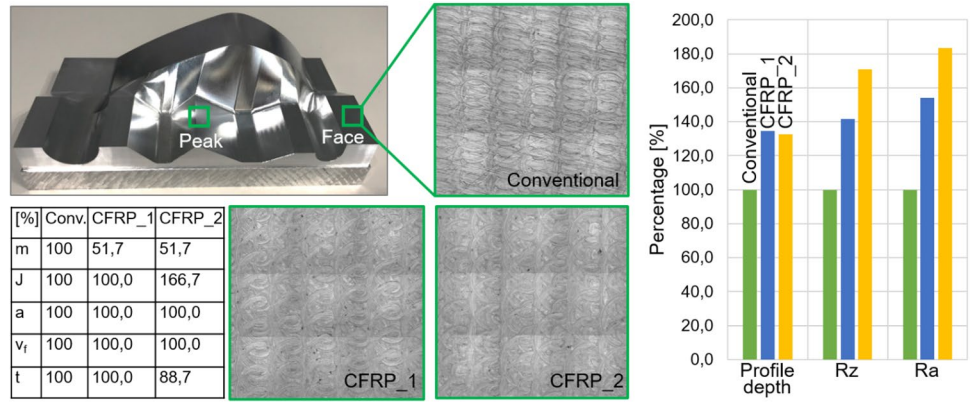 Peak
Face
Conventional
[%] Conv. CFRP_1 CFRP_2
m 100 51,7 51,7
J 100 100,0 166,7
a 100 100,0 100,0
vf 100 100,0 100,0
t 100 100,0 88,7
CFRP_1
CFRP_2
Percentage [%]
200,0
180,0
160,0
140,0
120,0
100,0
80,0
60,0
40,0
20,0
0,0
Conventional
CFRP_1
CFRP_2
Profile
depth
Rz
Ra